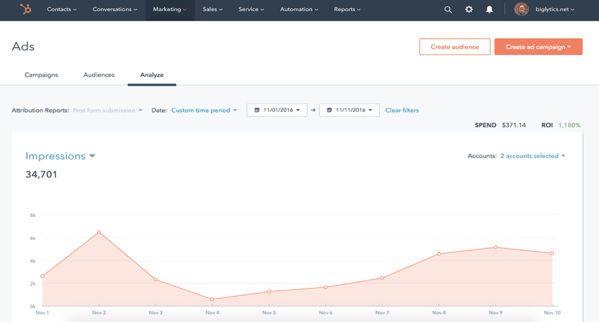 Contacts Conversations Marketing Sales Service Automation Reports biglytics.net
Ads
Create audience Create ad campaign
Campaigns Audiences Analyze
Attribution Reports: First form submission Date: Custom time period 11/01/2016 → 11/11/2016 Clear filters
SPEND $371.14 ROI 1,180%
Impressions Accounts: 2 accounts selected
34,701
8k
6k
4k
2k
0k
Nov 1 Nov 2 Nov 3 Nov 4 Nov 5 Nov 6 Nov 7 Nov 8 Nov 9 Nov 10